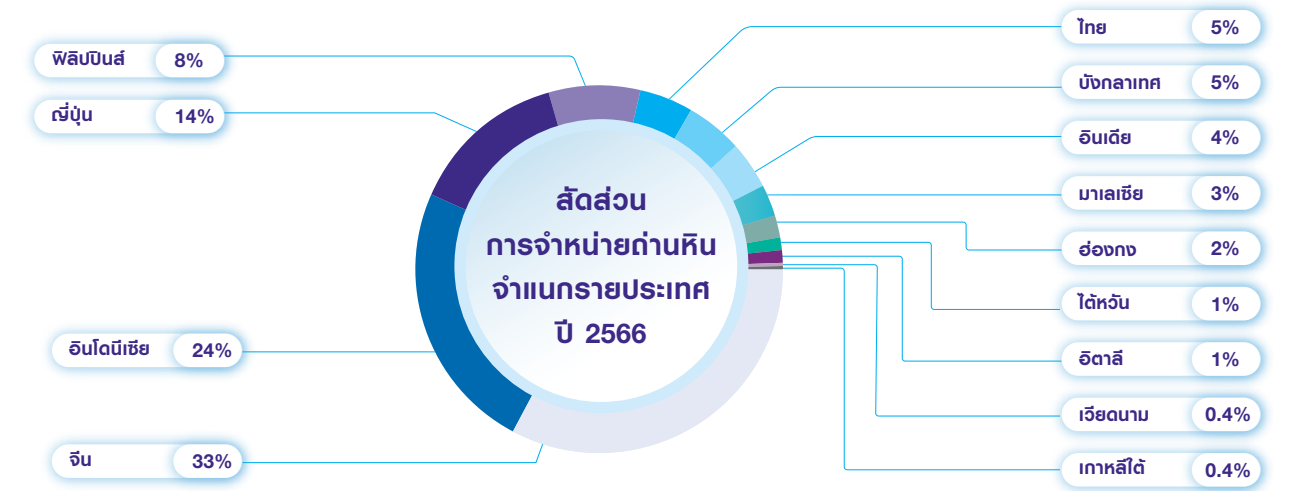 ฟิลิปปินส์ 8%
ญี่ปุ่น 14%
อินโดนีเซีย 24%
จีน 33%
สัดส่วน
การจำหน่ายถ่านหิน
จำแนกรายประเทศ
ปี 2566
ไทย 5%
บังกลาเทศ 5%
อินเดีย 4%
มาเลเซีย 3%
ฮ่องกง 2%
ไต้หวัน 1%
อิตาลี 1%
เวียดนาม 0.4%
เกาหลีใต้ 0.4%